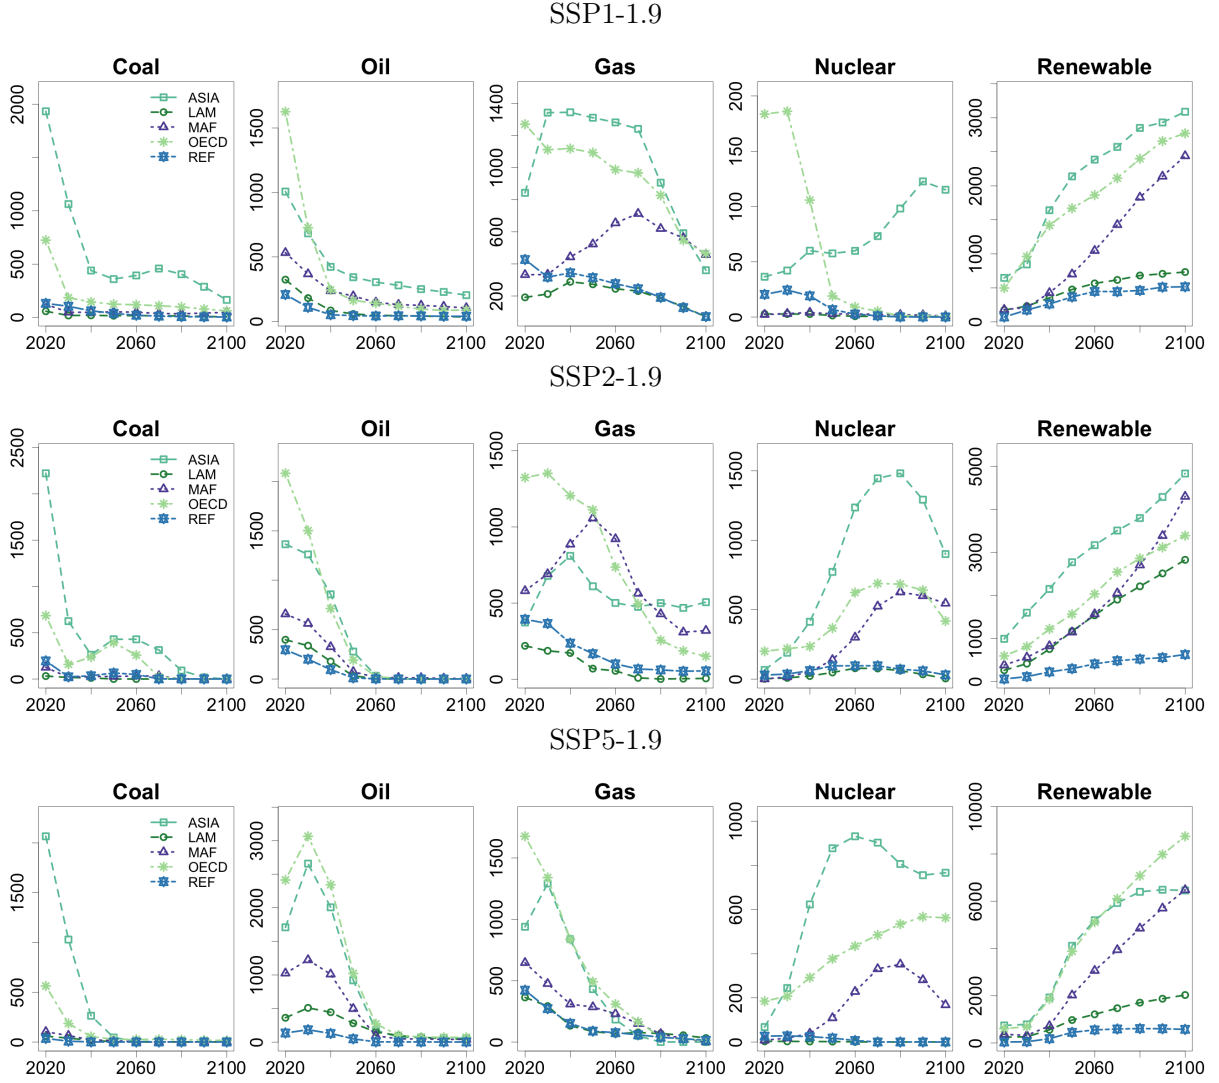 SSP1-1.9
Coal Oil Gas Nuclear Renewable
ASIA
LAM
MAF
OECD
REF
0 500 1000 2000
0 500 1000 1500
200 600 1000 1400
0 50 100 150 200
0 1000 2000 3000
2020 2060 2100 2020 2060 2100 2020 2060 2100 2020 2060 2100 2020 2060 2100
SSP2-1.9
Coal Oil Gas Nuclear Renewable
ASIA
LAM
MAF
OECD
REF
0 500 1500 2500
0 500 1500
0 500 1000 1500
0 500 1000 1500
0 1000 3000 5000
2020 2060 2100 2020 2060 2100 2020 2060 2100 2020 2060 2100 2020 2060 2100
SSP5-1.9
Coal Oil Gas Nuclear Renewable
ASIA
LAM
MAF
OECD
REF
0 500 1500
0 1000 2000 3000
0 500 1000 1500
0 200 600 1000
0 2000 6000 10000
2020 2060 2100 2020 2060 2100 2020 2060 2100 2020 2060 2100 2020 2060 2100